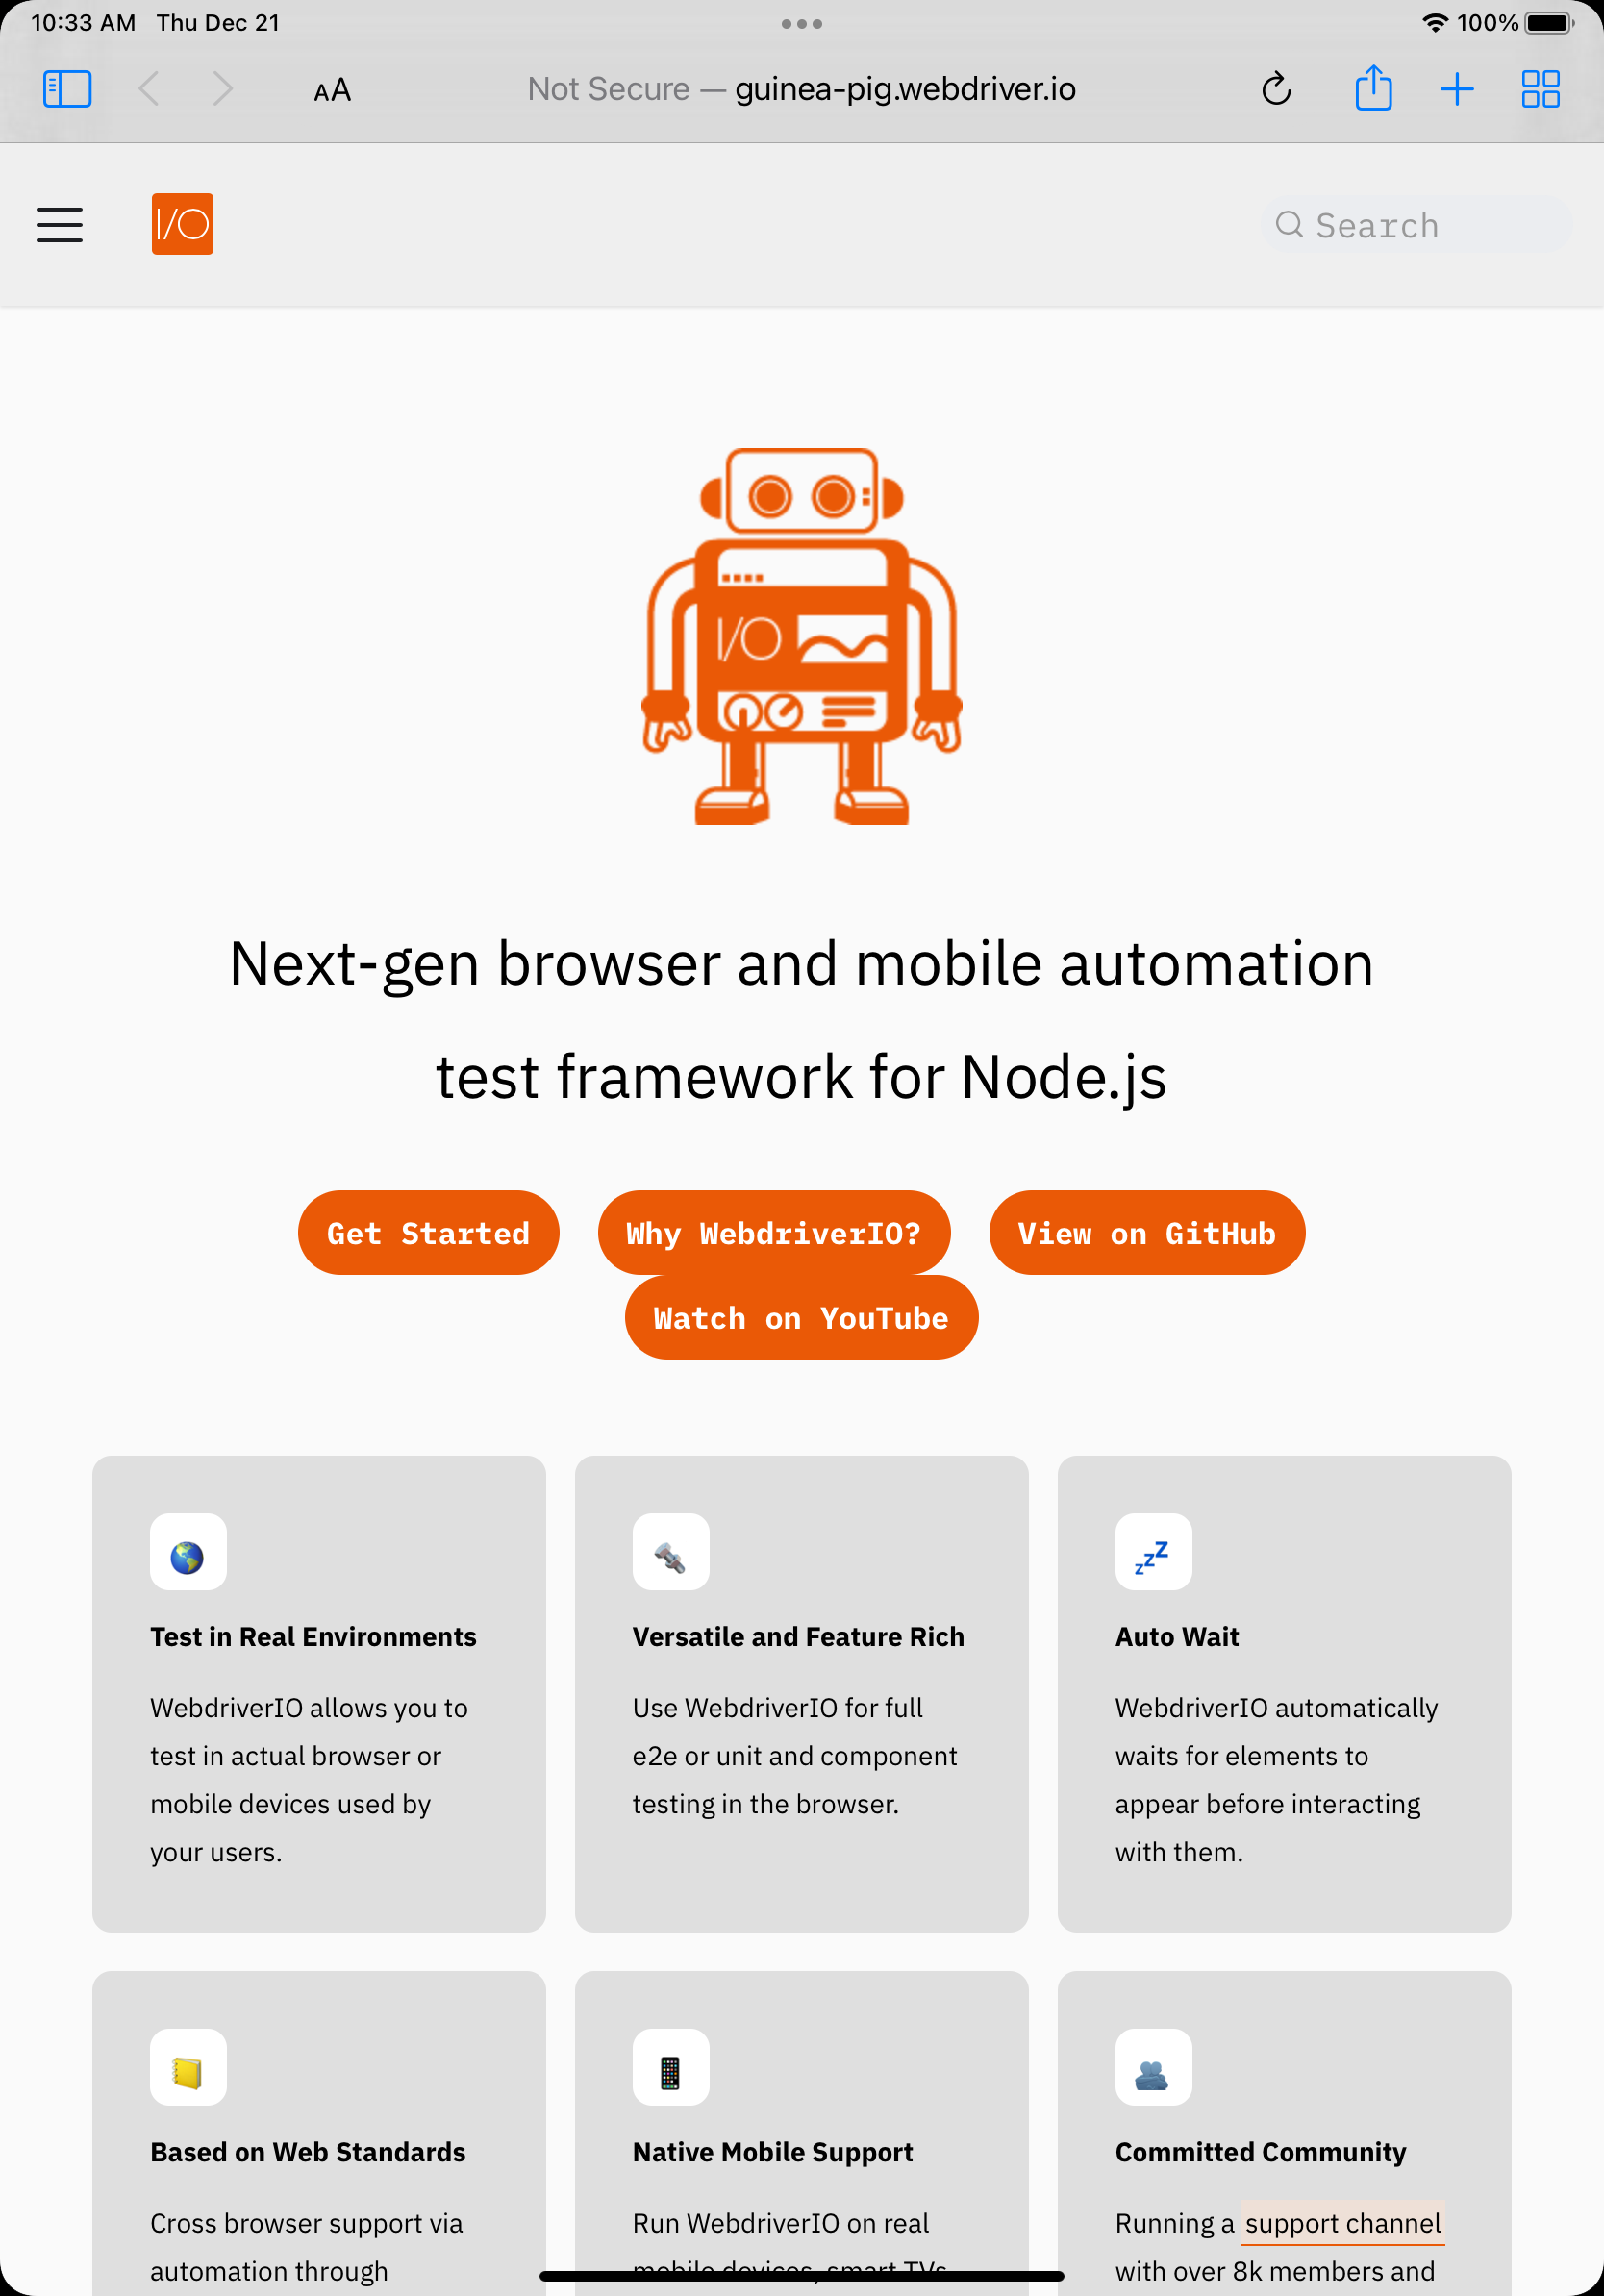 10:33 AM Thu Dec 21
100%
AA
Not Secure — guinea-pig.webdriver.io
I/O
Search
I/O
Next-gen browser and mobile automation
test framework for Node.js
Get Started
Why WebdriverIO?
View on GitHub
Watch on YouTube
zzZ
Test in Real Environments
WebdriverIO allows you to
test in actual browser or
mobile devices used by
your users.
Versatile and Feature Rich
Use WebdriverIO for full
e2e or unit and component
testing in the browser.
Auto Wait
WebdriverIO automatically
waits for elements to
appear before interacting
with them.
Based on Web Standards
Cross browser support via
automation through
Native Mobile Support
Run WebdriverIO on real
mobile devices, smart TVs
Committed Community
Running a support channel
with over 8k members and